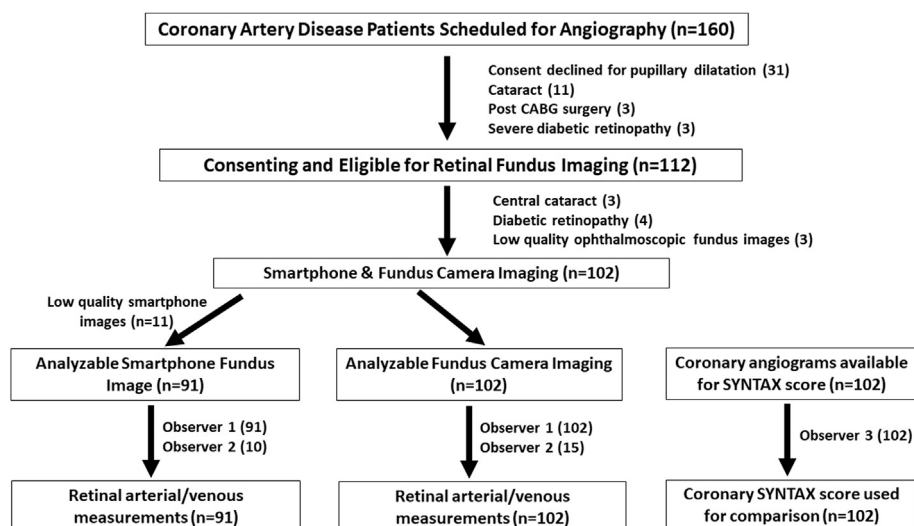 Coronary Artery Disease Patients Scheduled for Angiography (n=160)
Consent declined for pupillary dilatation (31)
Cataract (11)
Post CABG surgery (3)
Severe diabetic retinopathy (3)
Consenting and Eligible for Retinal Fundus Imaging (n=112)
Central cataract (3)
Diabetic retinopathy (4)
Low quality ophthalmoscopic fundus images (3)
Smartphone & Fundus Camera Imaging (n=102)
Low quality smartphone
images (n=11)
Analyzable Smartphone Fundus
Image (n=91)
Analyzable Fundus Camera Imaging
(n=102)
Coronary angiograms available
for SYNTAX score (n=102)
Observer 1 (91)
Observer 2 (10)
Observer 1 (102)
Observer 2 (15)
Observer 3 (102)
Retinal arterial/venous
measurements (n=91)
Retinal arterial/venous
measurements (n=102)
Coronary SYNTAX score used
for comparison (n=102)